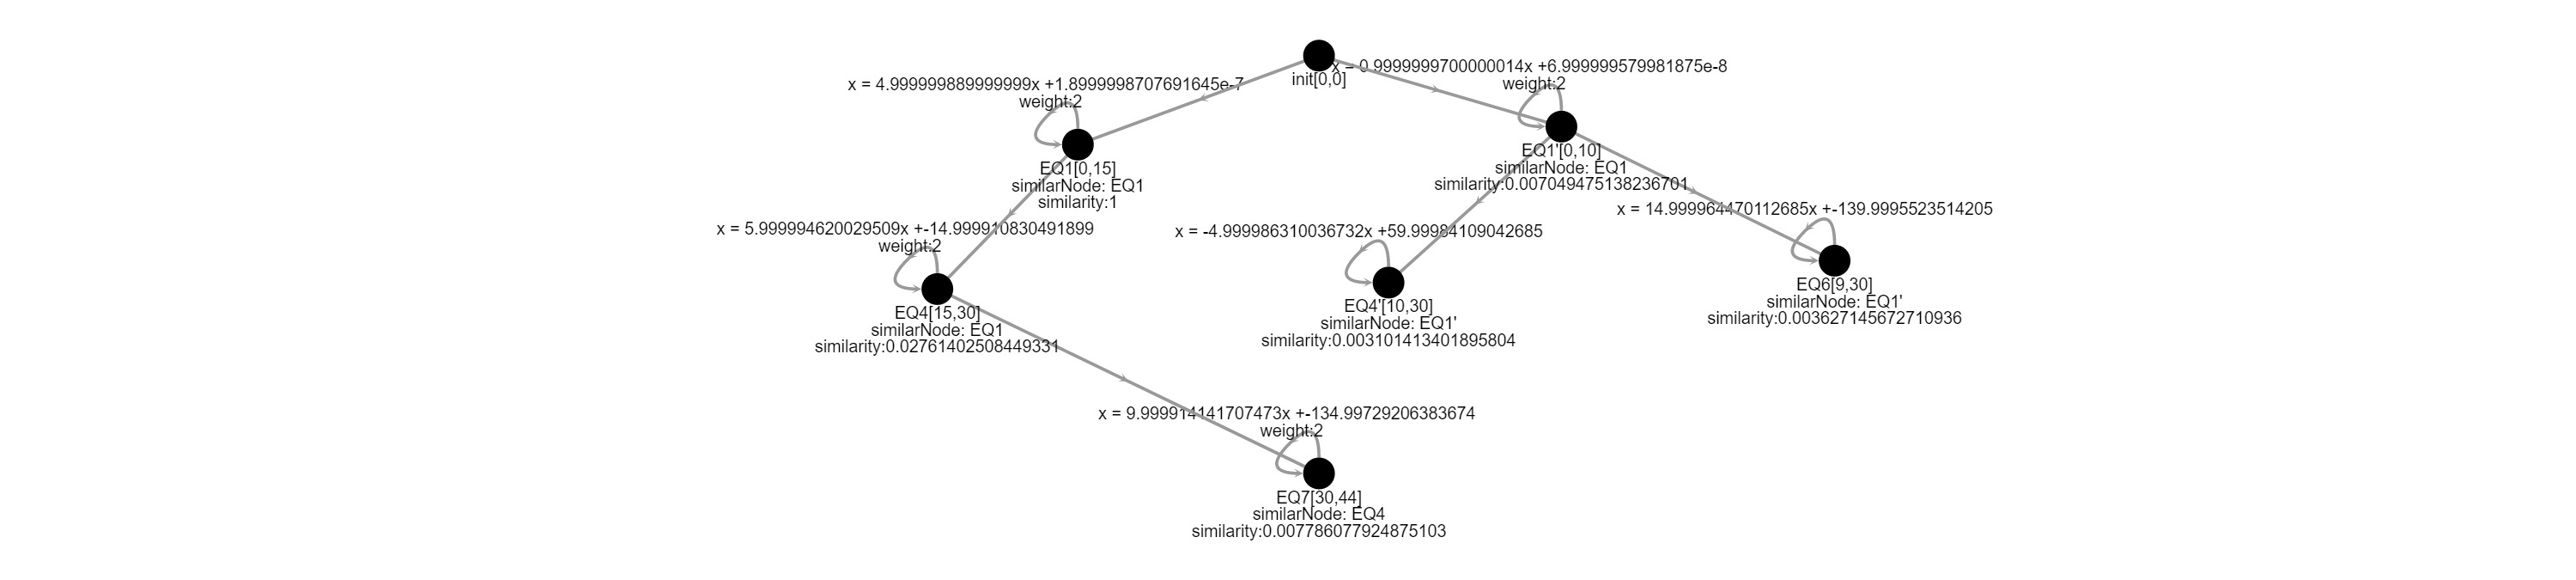 init[0,0]
x = 0.9999999700000014x +6.999999579981875e-8
weight:2
x = 4.999999889999999x +1.8999998707691645e-7
weight:2
EQ1'[0,10]
similarNode: EQ1
similarity:0.007049475138236701
EQ1[0,15]
similarNode: EQ1
similarity:1
x = 14.999964470112685x +-139.9995523514205
x = 5.999994620029509x +-14.999910830491899
weight:2
x = -4.999986310036732x +59.99984109042685
EQ6[9,30]
similarNode: EQ1'
similarity:0.003627145672710936
EQ4'[10,30]
similarNode: EQ1'
similarity:0.003101413401895804
EQ4[15,30]
similarNode: EQ1
similarity:0.02761402508449331
x = 9.999914141707473x +-134.99729206383674
weight:2
EQ7[30,44]
similarNode: EQ4
similarity:0.007786077924875103